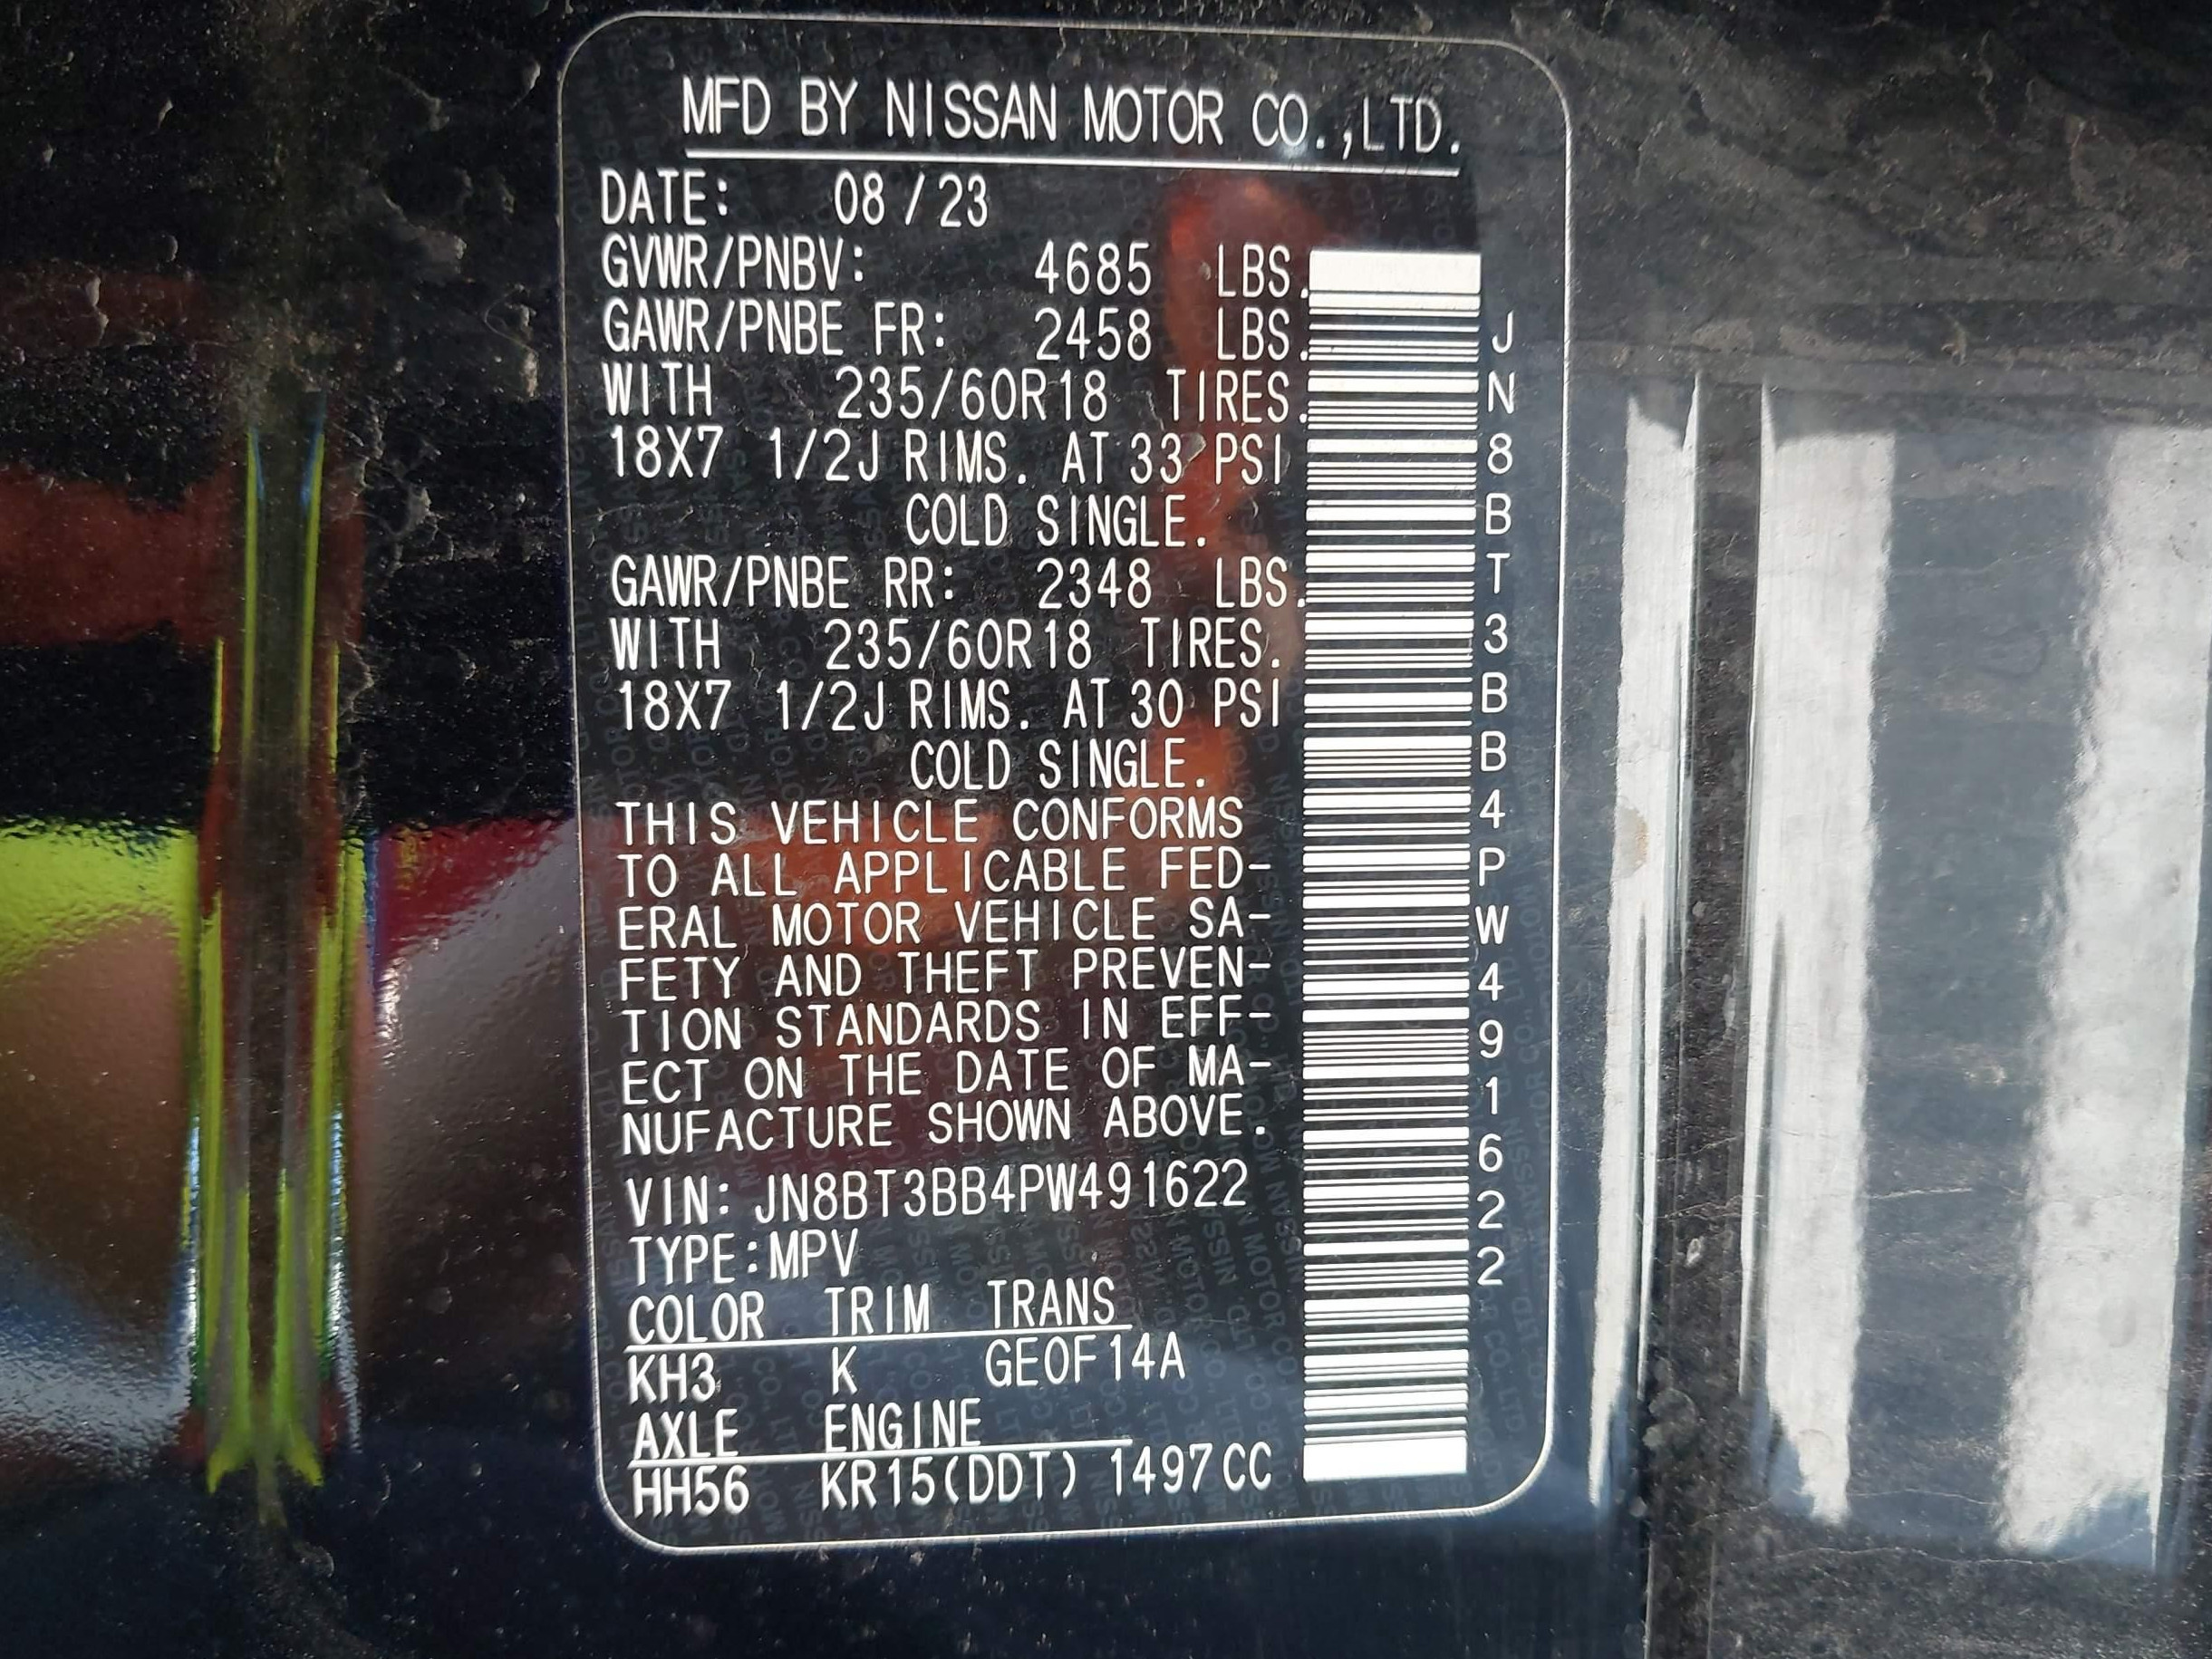 MFD BY NISSAN MOTOR CO.,LTD.
DATE: 08/23
GVWR/PNBV: 4685 LBS.
GAWR/PNBE FR: 2458 LBS.
WITH 235/60R18 TIRES.
18X7 1/2J RIMS. AT 33 PSI
COLD SINGLE.
GAWR/PNBE RR: 2348 LBS.
WITH 235/60R18 TIRES.
18X7 1/2J RIMS. AT 30 PSI
COLD SINGLE.
THIS VEHICLE CONFORMS
TO ALL APPLICABLE FED-
ERAL MOTOR VEHICLE SA-
FETY AND THEFT PREVEN-
TION STANDARDS IN EFF-
ECT ON THE DATE OF MA-
NUFACTURE SHOWN ABOVE.
VIN: JN8BT3BB4PW491622
TYPE:MPV
COLOR TRIM TRANS
KH3 K GE0F14A
AXLE ENGINE
HH56 KR15(DDT) 1497CC
JN8BT3BB4PW491622